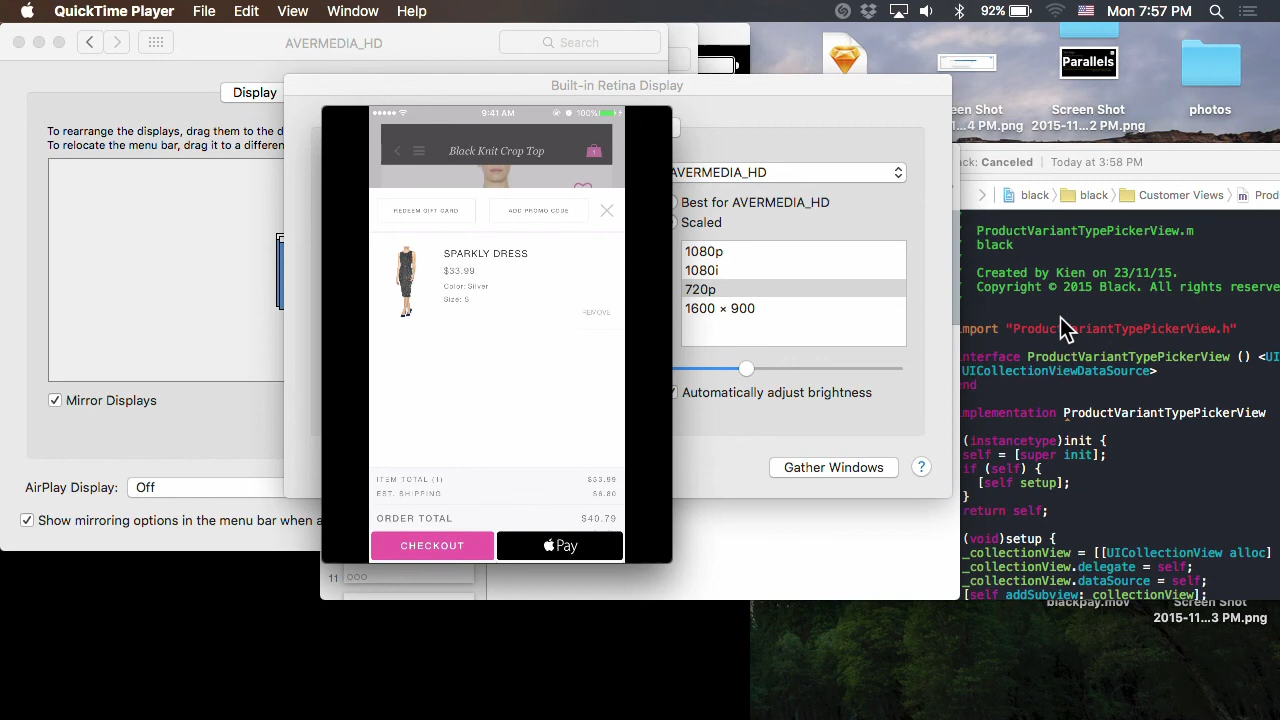 QuickTime Player File Edit View Window Help 92% Mon 7:57 PM
AVERMEDIA_HD
Search
Display
To rearrange the displays, drag them to the d
To relocate the menu bar, drag it to a differen
Mirror Displays
AirPlay Display: Off
Show mirroring options in the menu bar when a
11
Built-in Retina Display
AVERMEDIA_HD
Best for AVERMEDIA_HD
Scaled
1080p
1080i
720p
1600 × 900
Automatically adjust brightness
Gather Windows
?
9:41 AM 100%
Black Knit Crop Top
1
REDEEM GIFT CARD
ADD PROMO CODE
SPARKLY DRESS
$33.99
Color: Silver
Size: S
REMOVE
ITEM TOTAL (1) $33.99
EST. SHIPPING $6.80
ORDER TOTAL $40.79
CHECKOUT
Pay
Parallels
een Shot
...4 PM.png
Screen Shot
2015-11...2 PM.png
photos
ack: Canceled Today at 3:58 PM
black black Customer Views m Prod
ProductVariantTypePickerView.m
black
Created by Kien on 23/11/15.
Copyright © 2015 Black. All rights reserve
mport "ProductVariantTypePickerView.h"
nterface ProductVariantTypePickerView () <UI
UICollectionViewDataSource>
nd
mplementation ProductVariantTypePickerView
(instancetype)init {
self = [super init];
if (self) {
[self setup];
}
return self;
(void)setup {
_collectionView = [[UICollectionView alloc]
_collectionView.delegate = self;
_collectionView.dataSource = self;
[self addSubview: collectionView];
blackpay.mov
Screen Shot
2015-11...3 PM.png